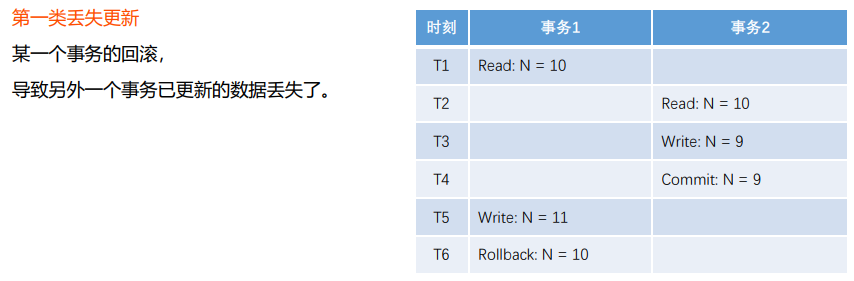 第一类丢失更新
某一个事务的回滚，
导致另外一个事务已更新的数据丢失了。
时刻 事务1 事务2
T1 Read: N = 10
T2 Read: N = 10
T3 Write: N = 9
T4 Commit: N = 9
T5 Write: N = 11
T6 Rollback: N = 10